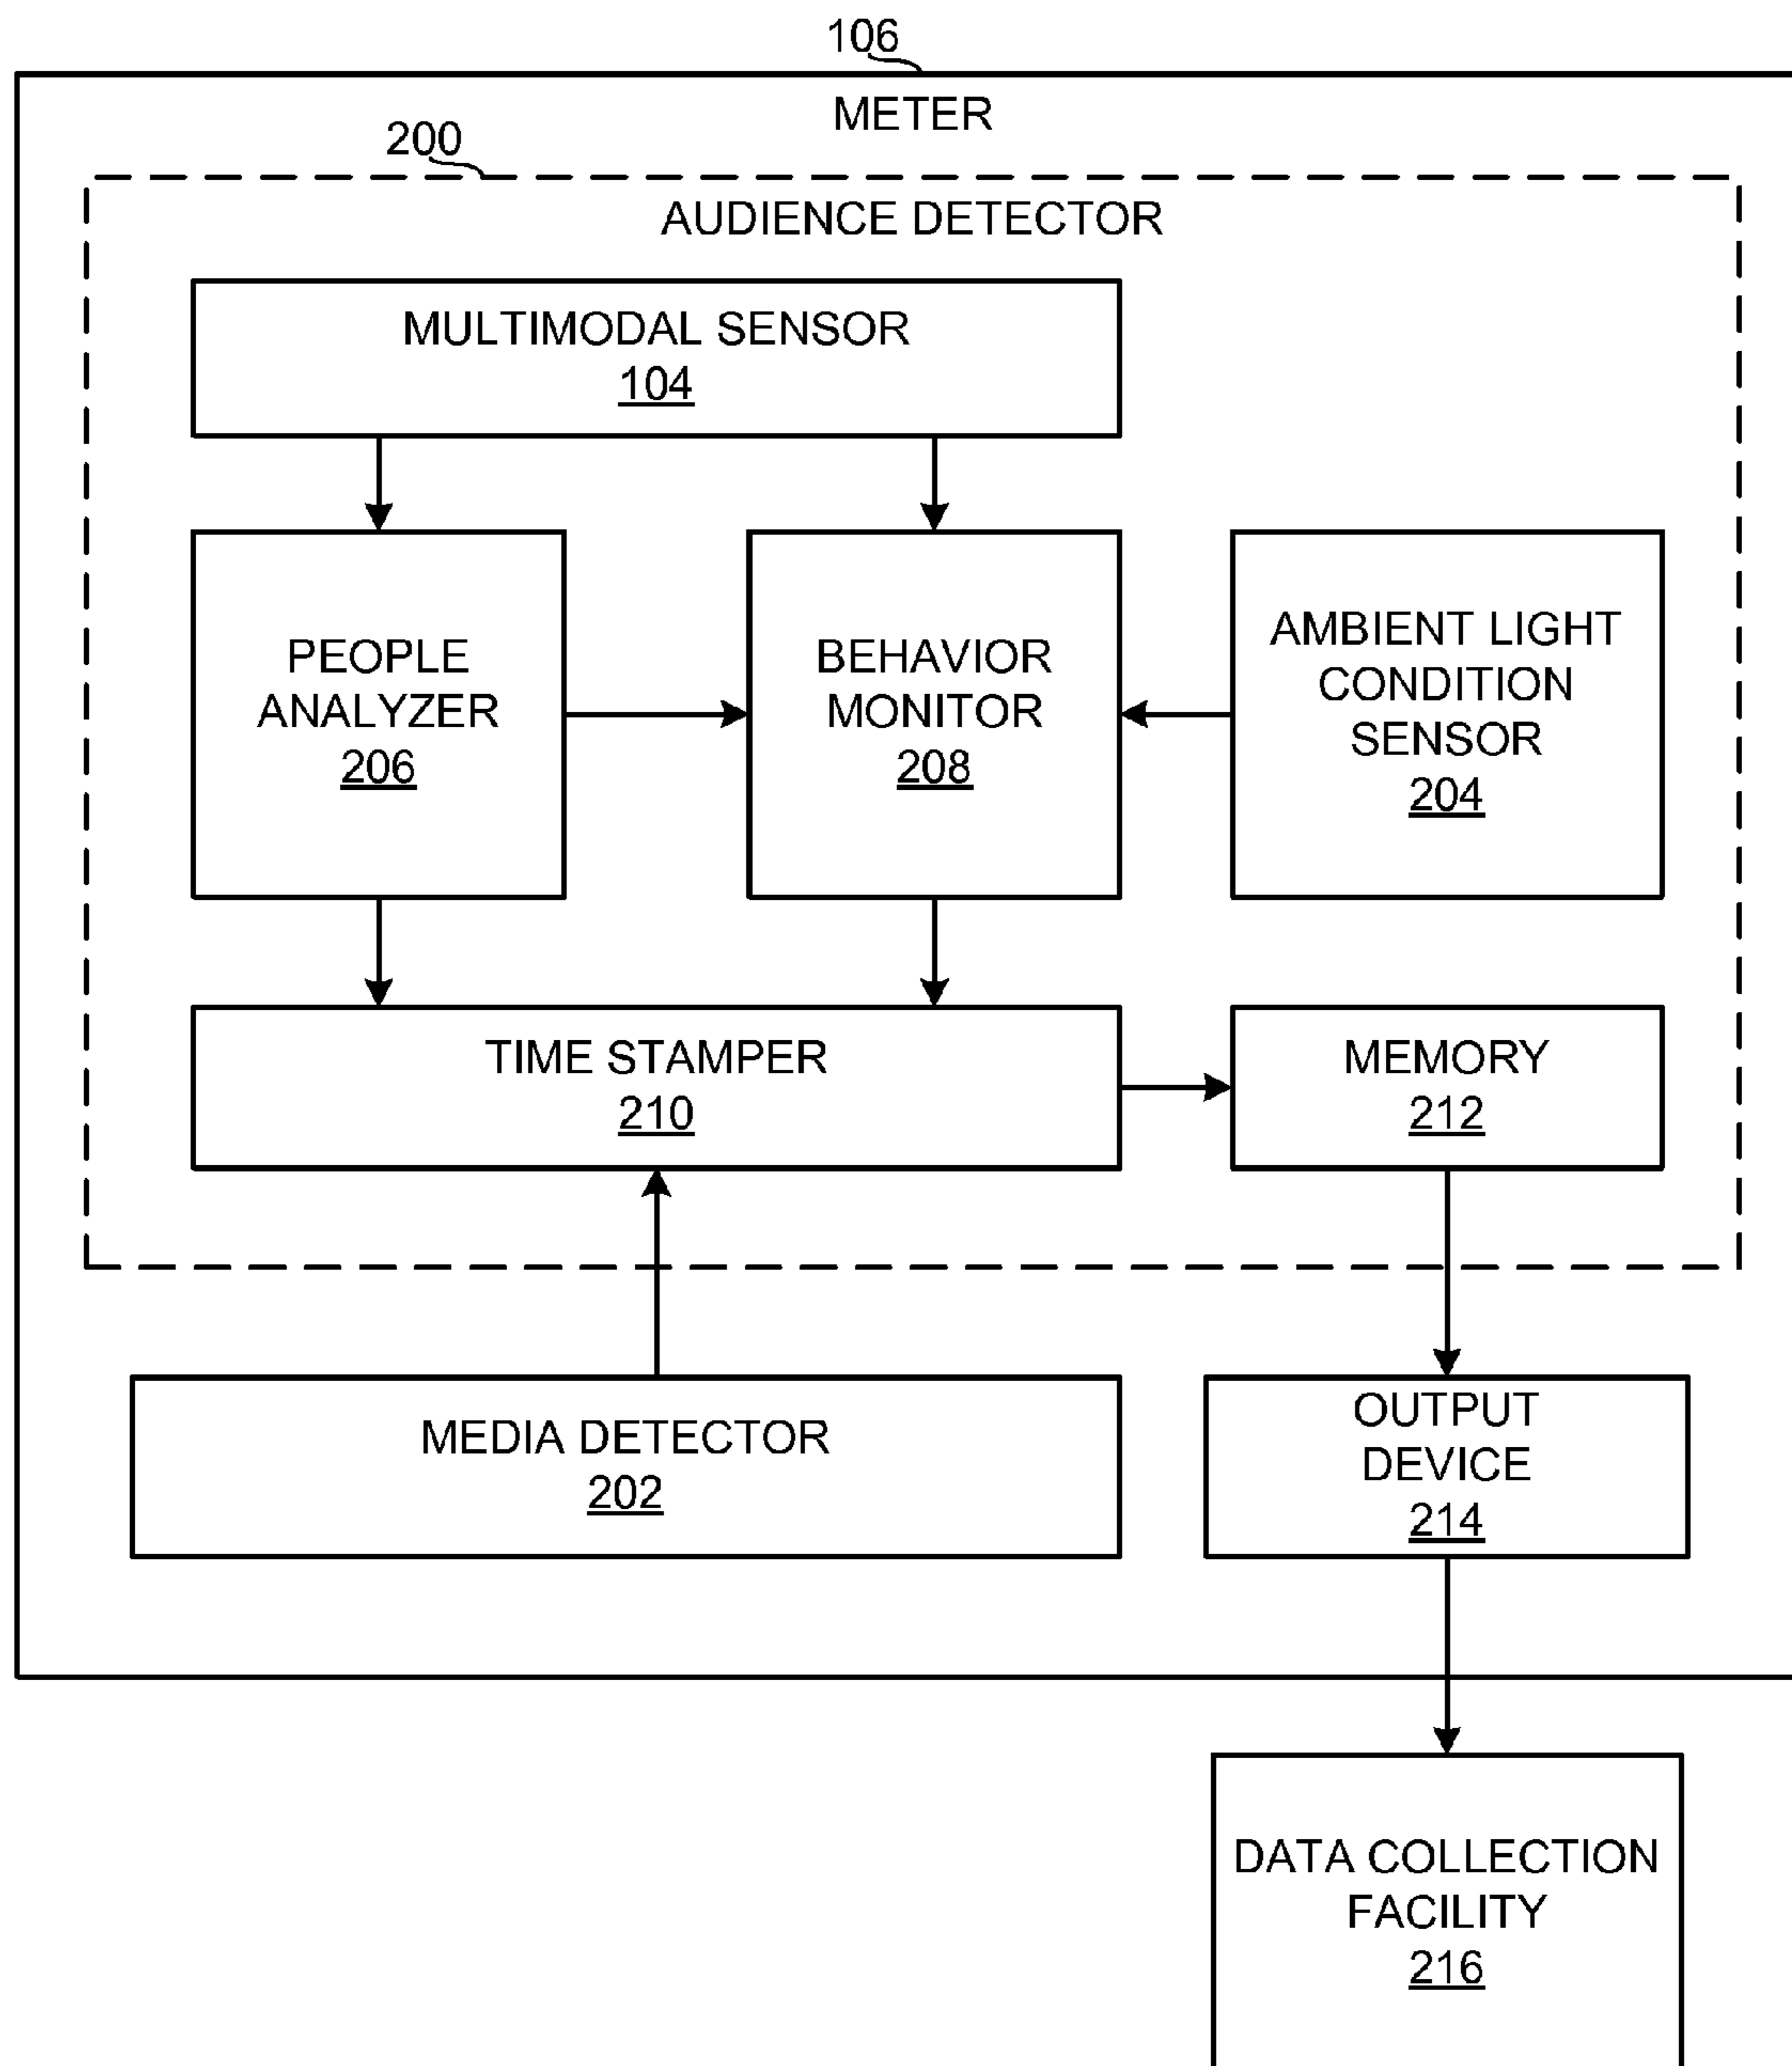 106
METER
200
AUDIENCE DETECTOR
MULTIMODAL SENSOR
104
PEOPLE
ANALYZER
206
BEHAVIOR
MONITOR
208
AMBIENT LIGHT
CONDITION
SENSOR
204
TIME STAMPER
210
MEMORY
212
MEDIA DETECTOR
202
OUTPUT
DEVICE
214
DATA COLLECTION
FACILITY
216